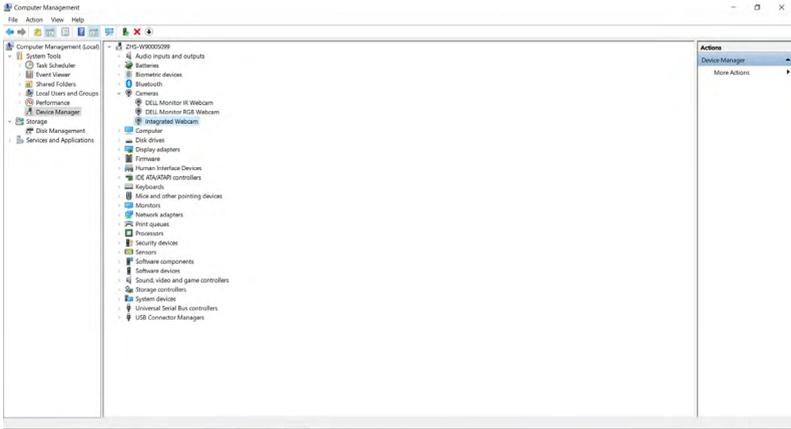 Computer Management
File Action View Help
Computer Management (Local)
System Tools
Task Scheduler
Event Viewer
Shared Folders
Local Users and Groups
Performance
Device Manager
Storage
Disk Management
Services and Applications
ZHS-W90005099
Audio inputs and outputs
Batteries
Biometric devices
Bluetooth
Cameras
DELL Monitor IR Webcam
DELL Monitor RGB Webcam
Integrated Webcam
Computer
Disk drives
Display adapters
Firmware
Human Interface Devices
IDE ATA/ATAPI controllers
Keyboards
Mice and other pointing devices
Monitors
Network adapters
Print queues
Processors
Security devices
Sensors
Software components
Software devices
Sound, video and game controllers
Storage controllers
System devices
Universal Serial Bus controllers
USB Connector Managers
Actions
Device Manager
More Actions